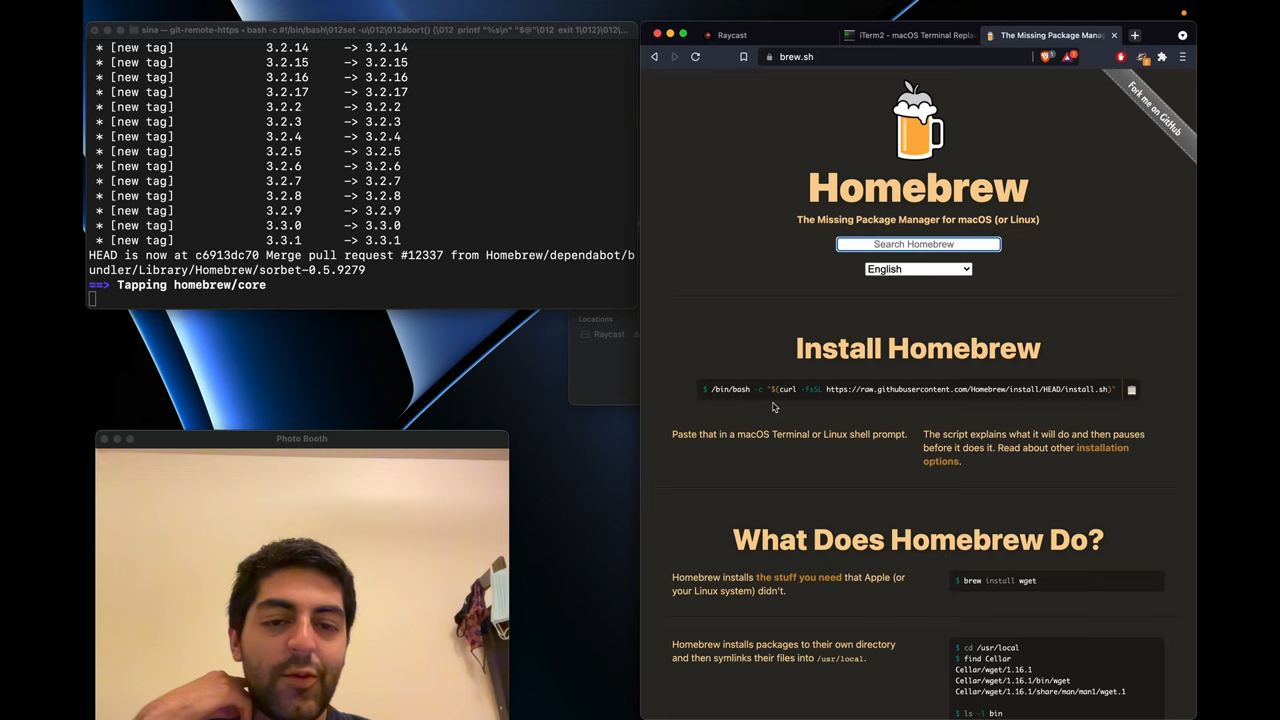 sina — git-remote-https • bash -c #!/bin/bash\012set -u\012\012abort() {\012  printf "%s\n" "$@"\012  exit 1\012}\012\...
* [new tag] 3.2.14 -> 3.2.14
* [new tag] 3.2.15 -> 3.2.15
* [new tag] 3.2.16 -> 3.2.16
* [new tag] 3.2.17 -> 3.2.17
* [new tag] 3.2.2 -> 3.2.2
* [new tag] 3.2.3 -> 3.2.3
* [new tag] 3.2.4 -> 3.2.4
* [new tag] 3.2.5 -> 3.2.5
* [new tag] 3.2.6 -> 3.2.6
* [new tag] 3.2.7 -> 3.2.7
* [new tag] 3.2.8 -> 3.2.8
* [new tag] 3.2.9 -> 3.2.9
* [new tag] 3.3.0 -> 3.3.0
* [new tag] 3.3.1 -> 3.3.1
HEAD is now at c6913dc70 Merge pull request #12337 from Homebrew/dependabot/b
undler/Library/Homebrew/sorbet-0.5.9279
==> Tapping homebrew/core
Locations
Raycast
Photo Booth
Raycast
iTerm2 - macOS Terminal Replac
The Missing Package Mana
brew.sh
Fork me on GitHub
Homebrew
The Missing Package Manager for macOS (or Linux)
Search Homebrew
English
Install Homebrew
$ /bin/bash -c "$(curl -fsSL https://raw.githubusercontent.com/Homebrew/install/HEAD/install.sh)"
Paste that in a macOS Terminal or Linux shell prompt.
The script explains what it will do and then pauses
before it does it. Read about other installation
options.
What Does Homebrew Do?
Homebrew installs the stuff you need that Apple (or
your Linux system) didn't.
$ brew install wget
Homebrew installs packages to their own directory
and then symlinks their files into /usr/local.
$ cd /usr/local
$ find Cellar
Cellar/wget/1.16.1
Cellar/wget/1.16.1/bin/wget
Cellar/wget/1.16.1/share/man/man1/wget.1
$ ls -l bin